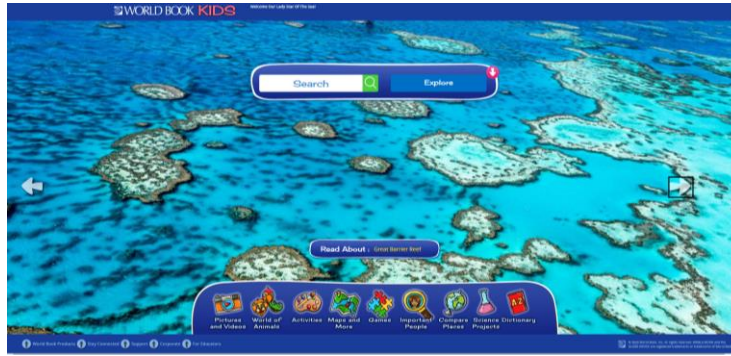 WORLD BOOK KIDS
Welcome Our Lady Star Of The Sea!
Search
Explore
Read About : Great Barrier Reef
Pictures and Videos
World of Animals
Activities
Maps and More
Games
Important People
Compare Places
Science Projects
Dictionary
World Book Products
Stay Connected
Support
Corporate
For Educators